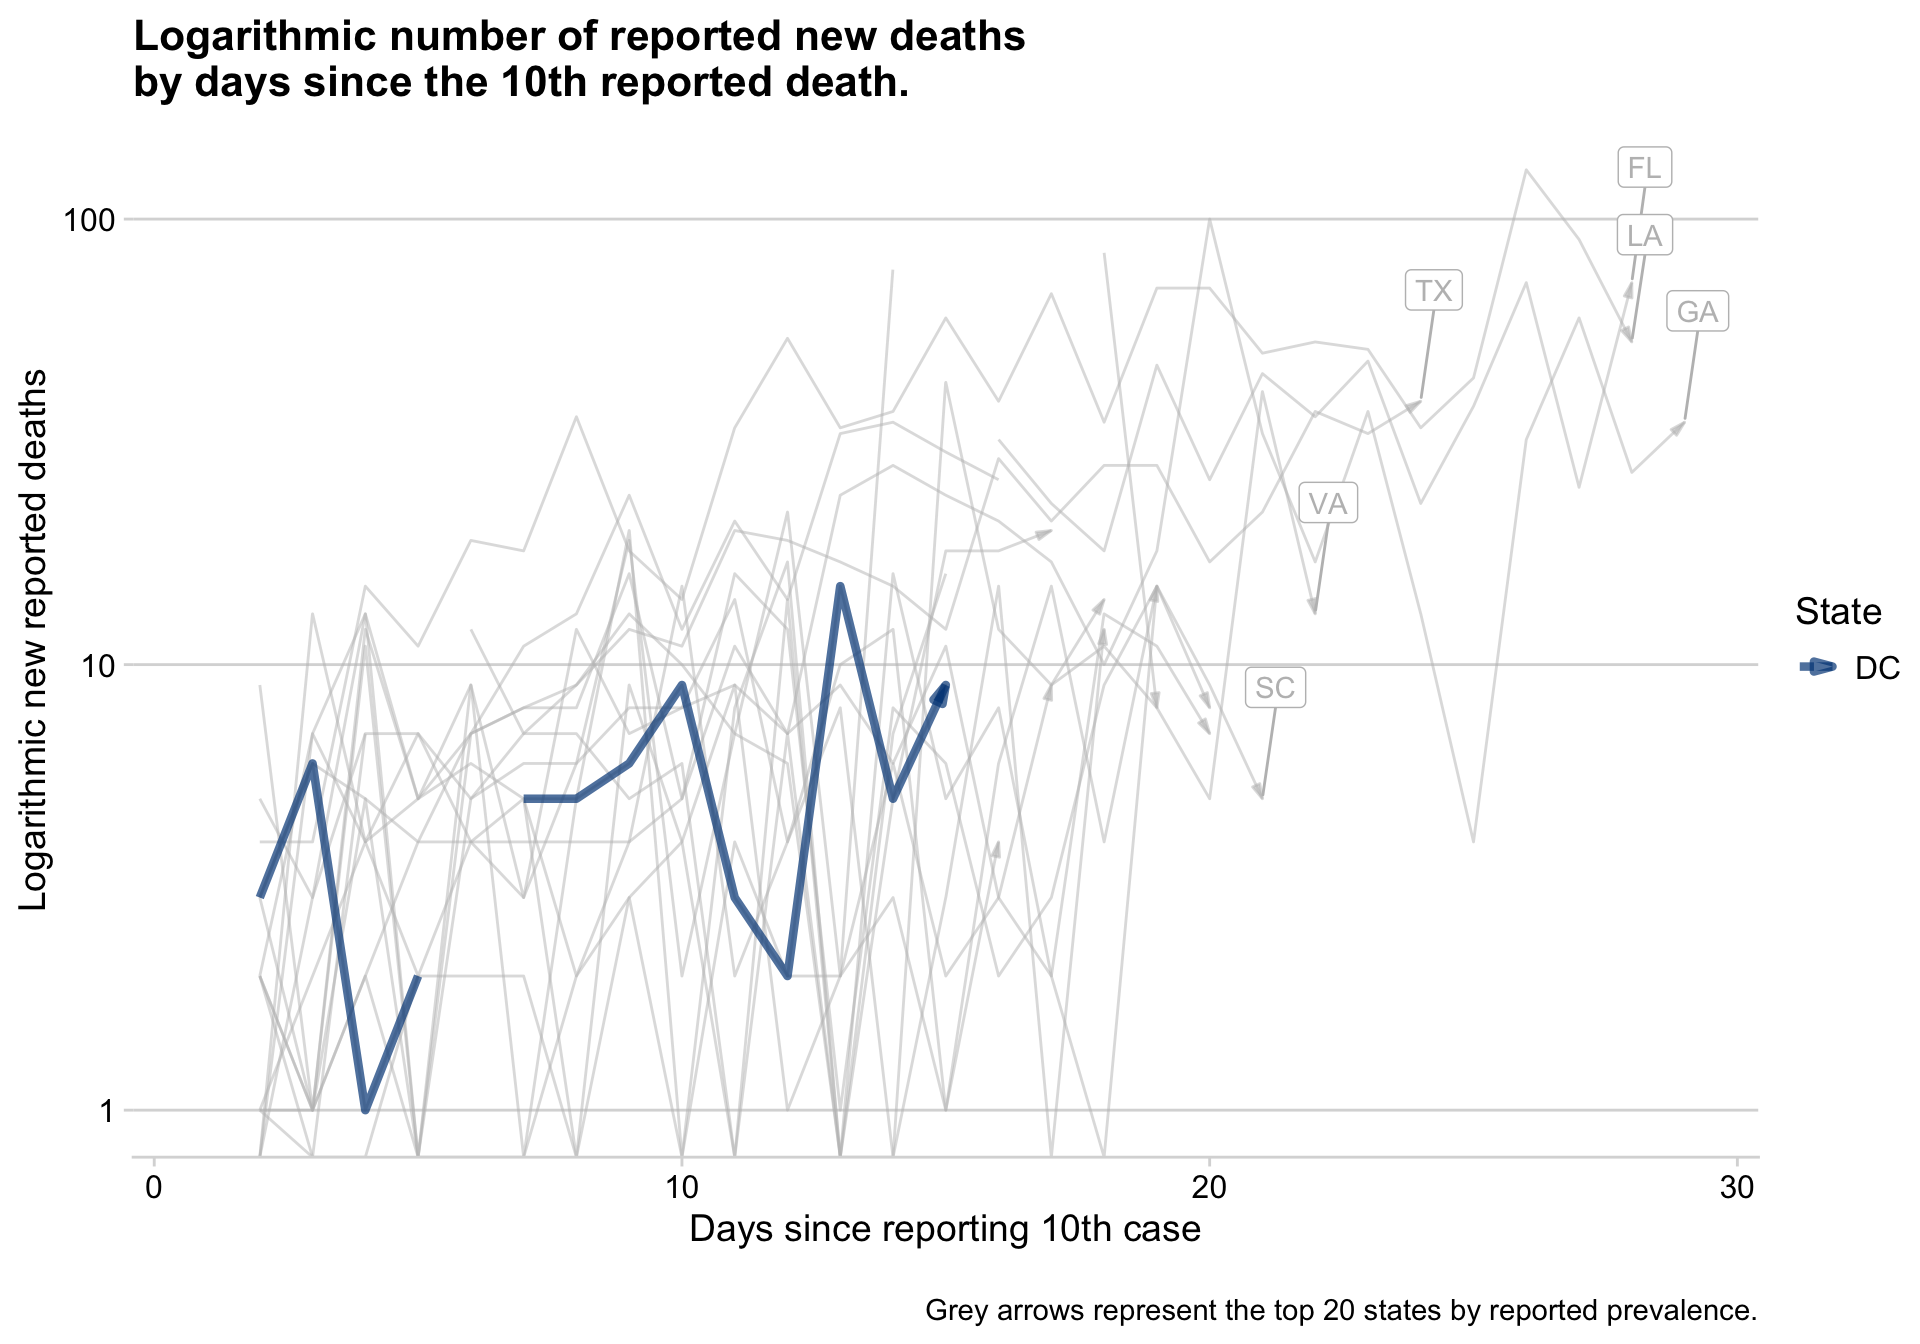 Logarithmic number of reported new deaths
by days since the 10th reported death.
Logarithmic new reported deaths
100
10
1
FL
LA
TX
GA
VA
SC
State
DC
0
10
20
30
Days since reporting 10th case
Grey arrows represent the top 20 states by reported prevalence.